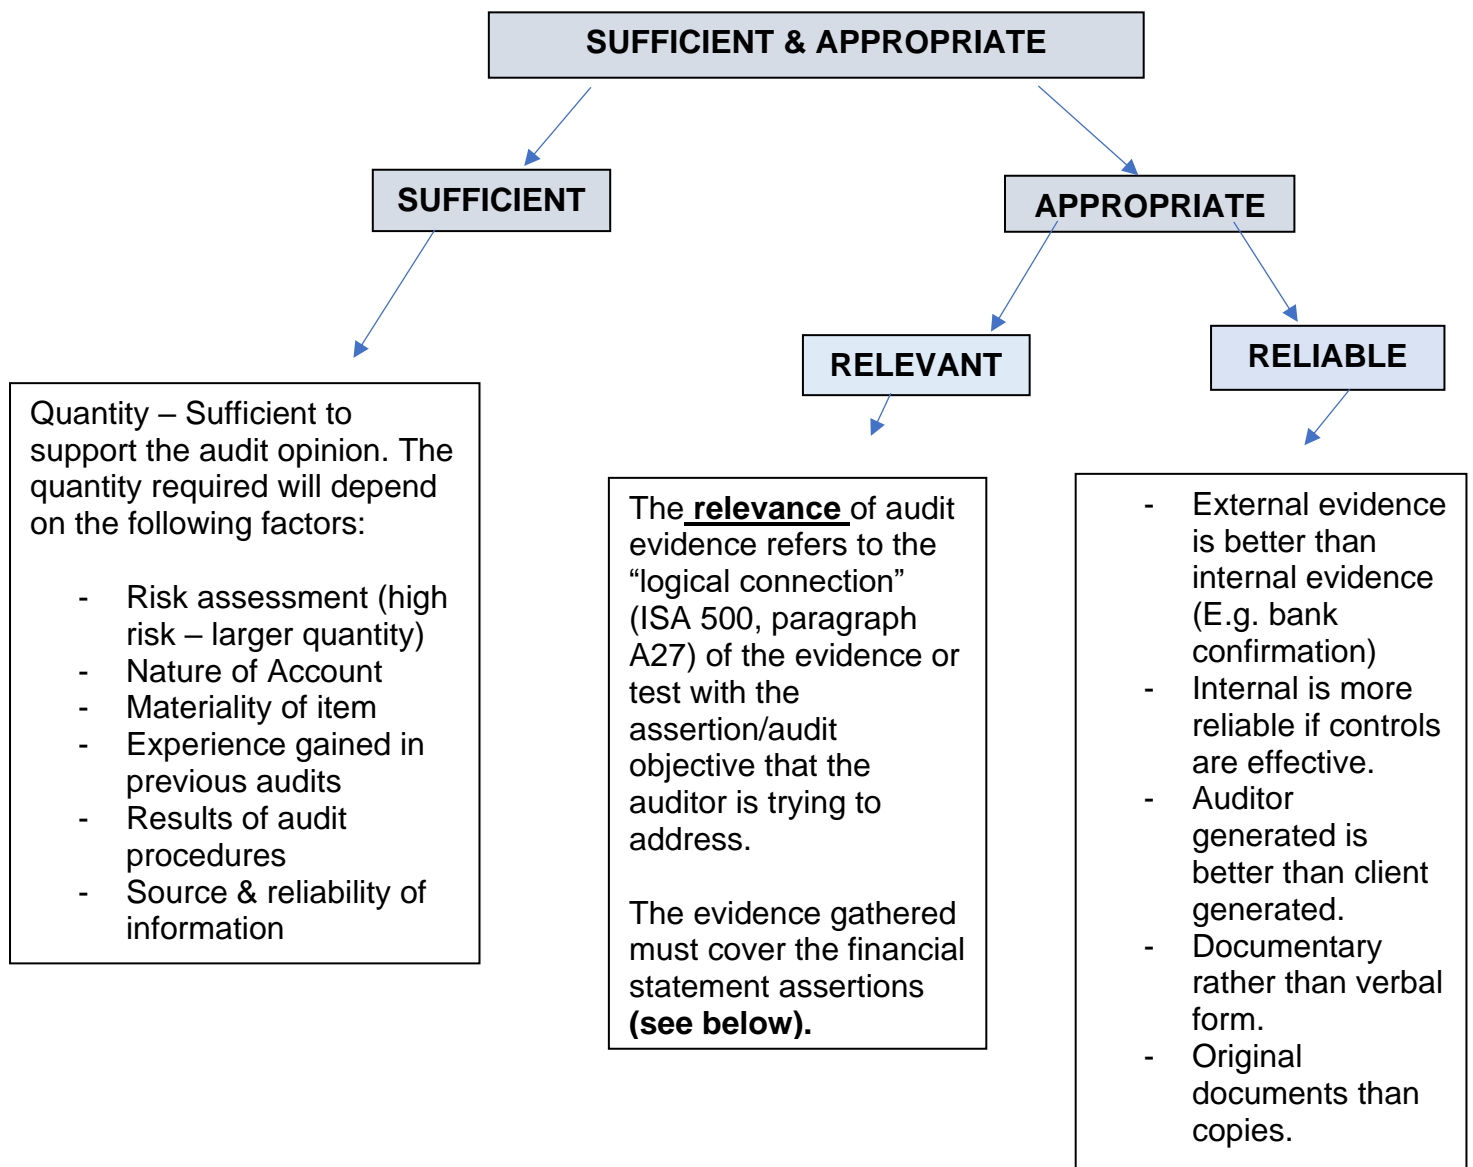 SUFFICIENT & APPROPRIATE
SUFFICIENT
APPROPRIATE
RELEVANT
RELIABLE
Quantity – Sufficient to
support the audit opinion. The
quantity required will depend
on the following factors:
- Risk assessment (high
risk – larger quantity)
- Nature of Account
- Materiality of item
- Experience gained in
previous audits
- Results of audit
procedures
- Source & reliability of
information
The relevance of audit
evidence refers to the
“logical connection”
(ISA 500, paragraph
A27) of the evidence or
test with the
assertion/audit
objective that the
auditor is trying to
address.
The evidence gathered
must cover the financial
statement assertions
(see below).
- External evidence
is better than
internal evidence
(E.g. bank
confirmation)
- Internal is more
reliable if controls
are effective.
- Auditor
generated is
better than client
generated.
- Documentary
rather than verbal
form.
- Original
documents than
copies.